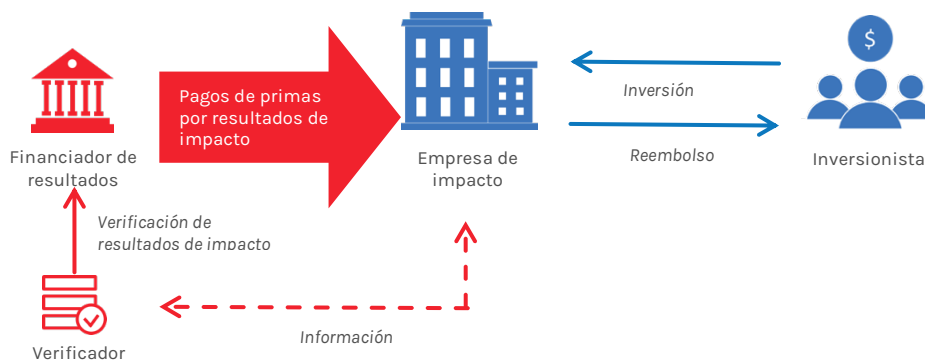 $
Pagos de primas
por resultados de
impacto
Inversión
Reembolso
Financiador de
resultados
Empresa de
impacto
Inversionista
Verificación de
resultados de impacto
Información
Verificador